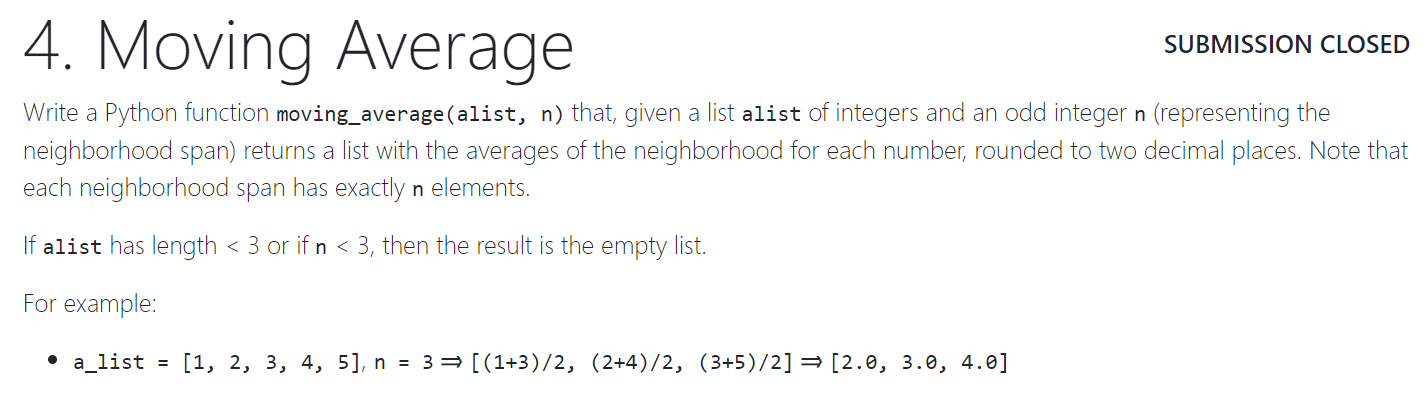 4. Moving Average
SUBMISSION CLOSED
Write a Python function moving_average(alist, n) that, given a list alist of integers and an odd integer n (representing the
neighborhood span) returns a list with the averages of the neighborhood for each number, rounded to two decimal places. Note that
each neighborhood span has exactly n elements.
If alist has length < 3 or if n < 3, then the result is the empty list.
For example:
• a_list = [1, 2, 3, 4, 5], n = 3 ⇒ [(1+3)/2, (2+4)/2, (3+5)/2] ⇒ [2.0, 3.0, 4.0]